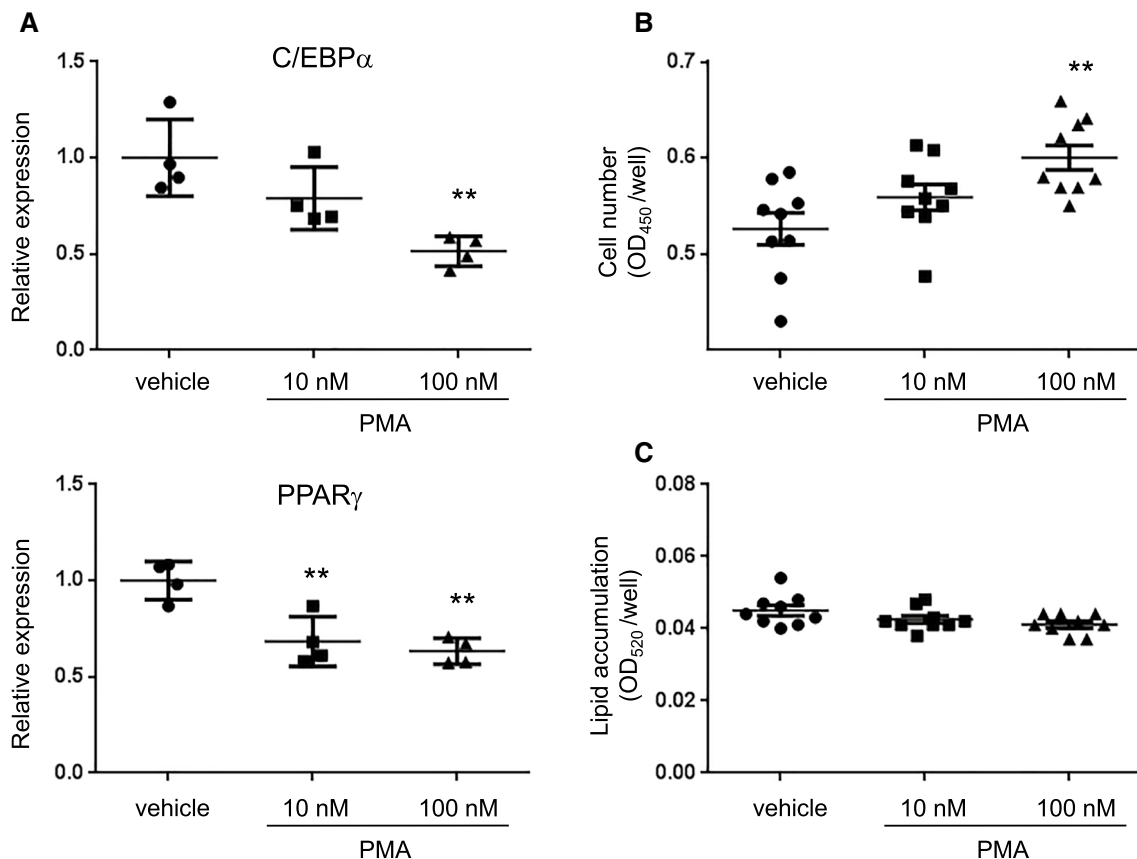 A
C/EBPα
Relative expression
1.5
1.0
0.5
0.0
**
vehicle
10 nM
100 nM
PMA
PPARγ
Relative expression
1.5
1.0
0.5
0.0
**
**
vehicle
10 nM
100 nM
PMA
B
Cell number
(OD450 /well)
0.7
0.6
0.5
**
vehicle
10 nM
100 nM
PMA
C
Lipid accumulation
(OD520 /well)
0.08
0.06
0.04
0.02
0.00
vehicle
10 nM
100 nM
PMA